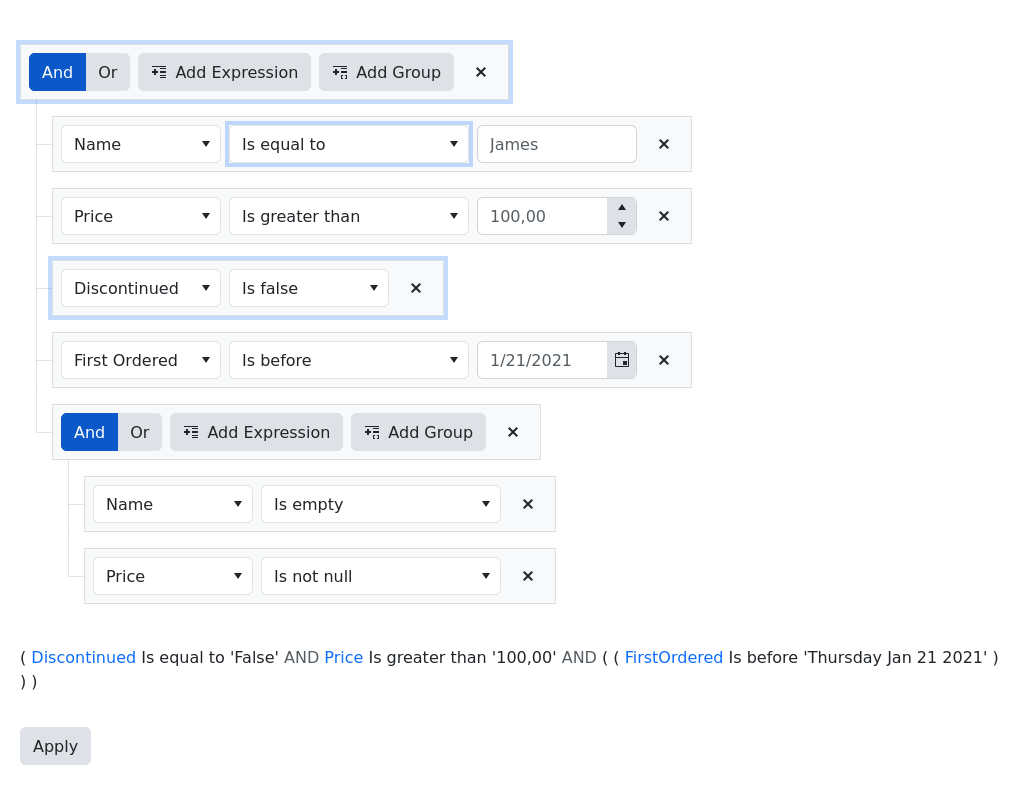 And Or Add Expression Add Group
Name Is equal to James
Price Is greater than 100,00
Discontinued Is false
First Ordered Is before 1/21/2021
And Or Add Expression Add Group
Name Is empty
Price Is not null
( Discontinued Is equal to 'False' AND Price Is greater than '100,00' AND ( ( FirstOrdered Is before 'Thursday Jan 21 2021' )
) )
Apply